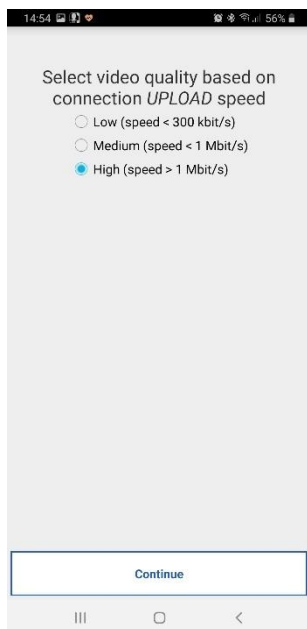 14:54 56%
Select video quality based on
connection UPLOAD speed
Low (speed < 300 kbit/s)
Medium (speed < 1 Mbit/s)
High (speed > 1 Mbit/s)
Continue